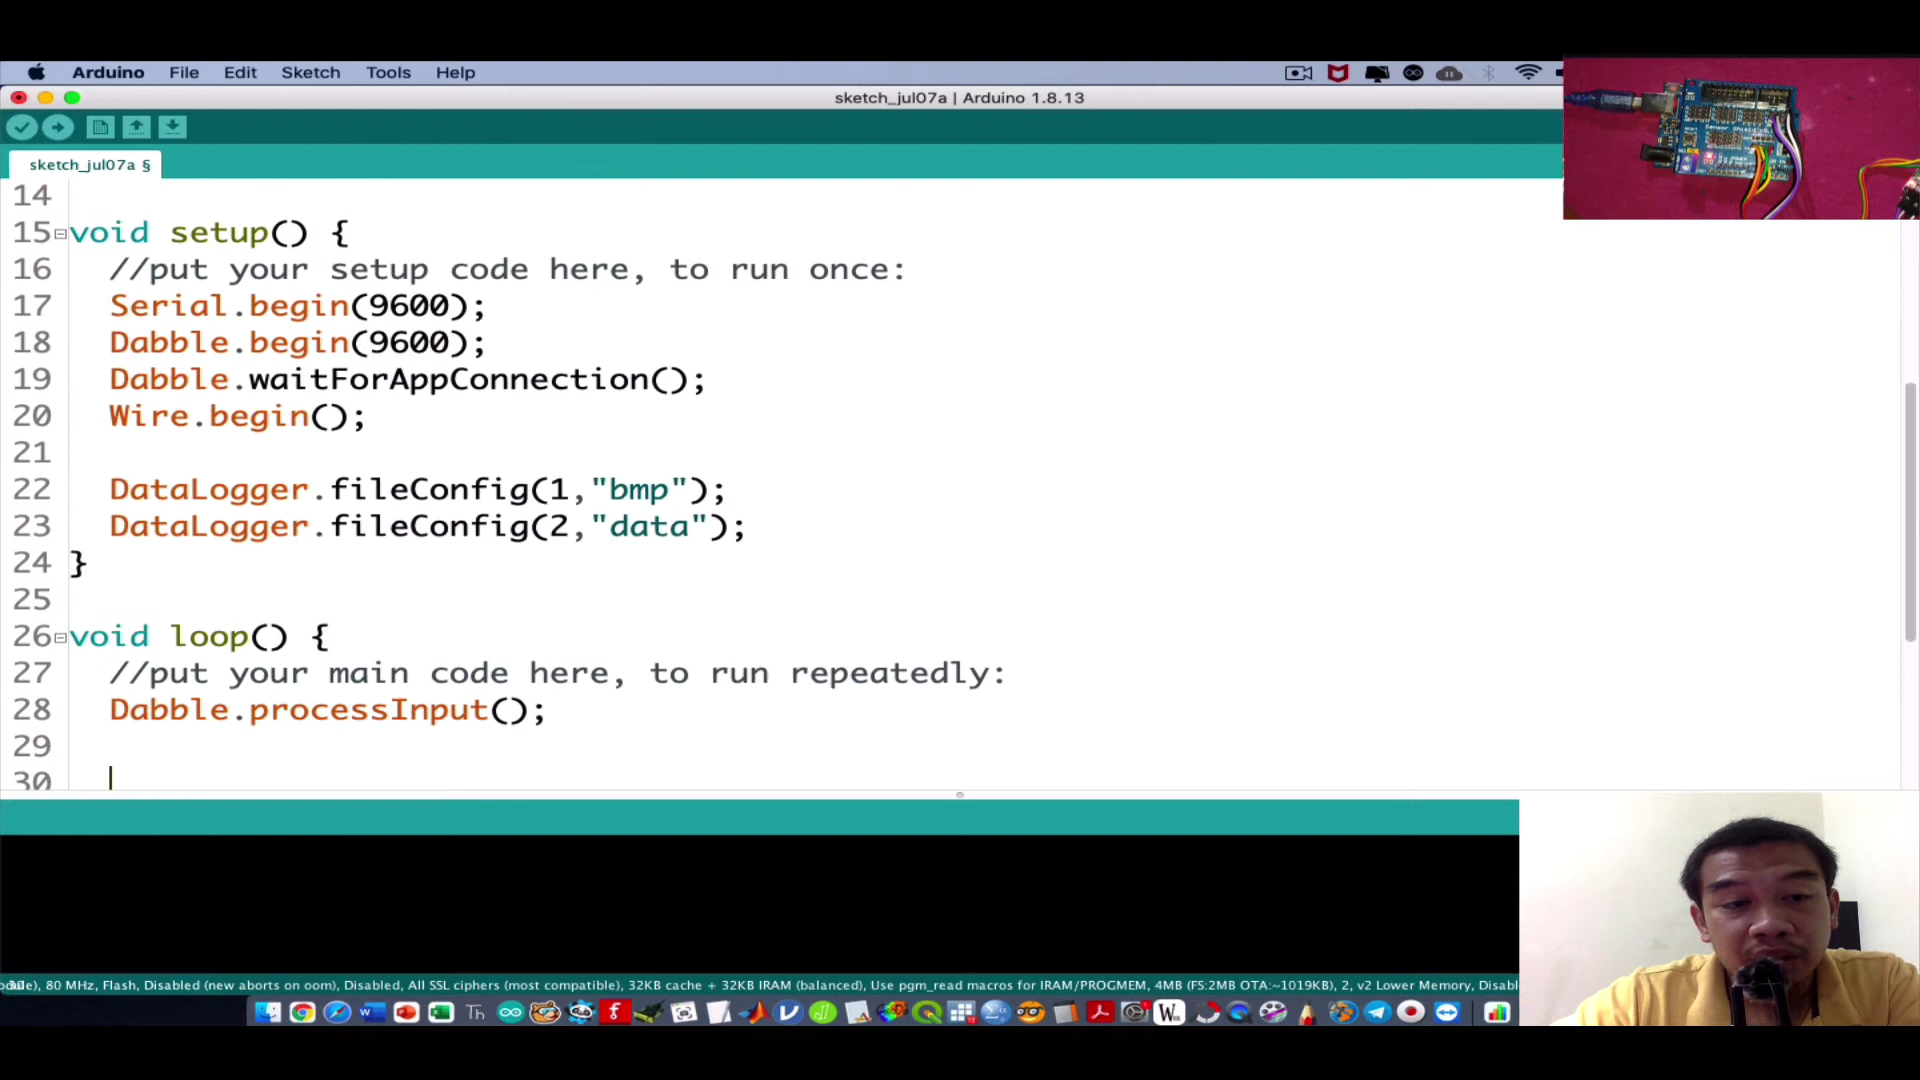 Arduino File Edit Sketch Tools Help
sketch_jul07a | Arduino 1.8.13
sketch_jul07a §
14
15 void setup() {
16 //put your setup code here, to run once:
17 Serial.begin(9600);
18 Dabble.begin(9600);
19 Dabble.waitForAppConnection();
20 Wire.begin();
21
22 DataLogger.fileConfig(1,"bmp");
23 DataLogger.fileConfig(2,"data");
24 }
25
26 void loop() {
27 //put your main code here, to run repeatedly:
28 Dabble.processInput();
29
30
80 MHz, Flash, Disabled (new aborts on oom), Disabled, All SSL ciphers (most compatible), 32KB cache + 32KB IRAM (balanced), Use pgm_read macros for IRAM/PROGMEM, 4MB (FS:2MB OTA:~1019KB), 2, v2 Lower Memory, Disabl